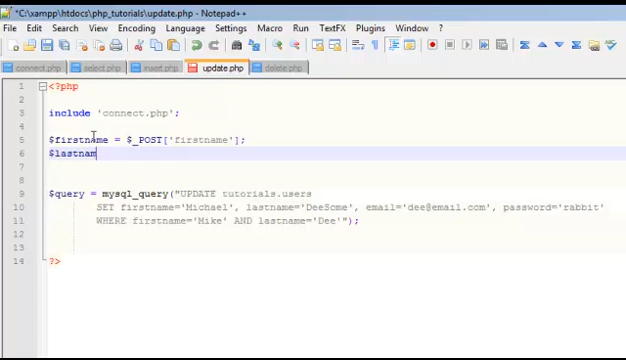 *C:\xampp\htdocs\php_tutorials\update.php - Notepad++
File Edit Search View Encoding Language Settings Macro Run TextFX Plugins Window ?
connect.php select.php insert.php update.php delete.php
1 <?php
2
3 include 'connect.php';
4
5 $firstname = $_POST['firstname'];
6 $lastnam
7
8
9 $query = mysql_query("UPDATE tutorials.users
10 SET firstname='Michael', lastname='DeeSome', email='dee@email.com', password='rabbit'
11 WHERE firstname='Mike' AND lastname='Dee'");
12
13
14 ?>